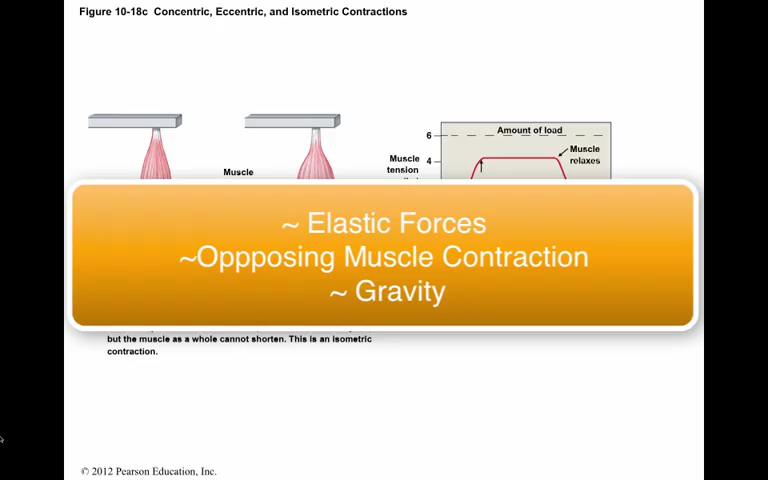 Figure 10-18c Concentric, Eccentric, and Isometric Contractions
Amount of load
6
Muscle
relaxes
Muscle
tension
4
Muscle
~ Elastic Forces
~Oppposing Muscle Contraction
~ Gravity
but the muscle as a whole cannot shorten. This is an isometric
contraction.
© 2012 Pearson Education, Inc.